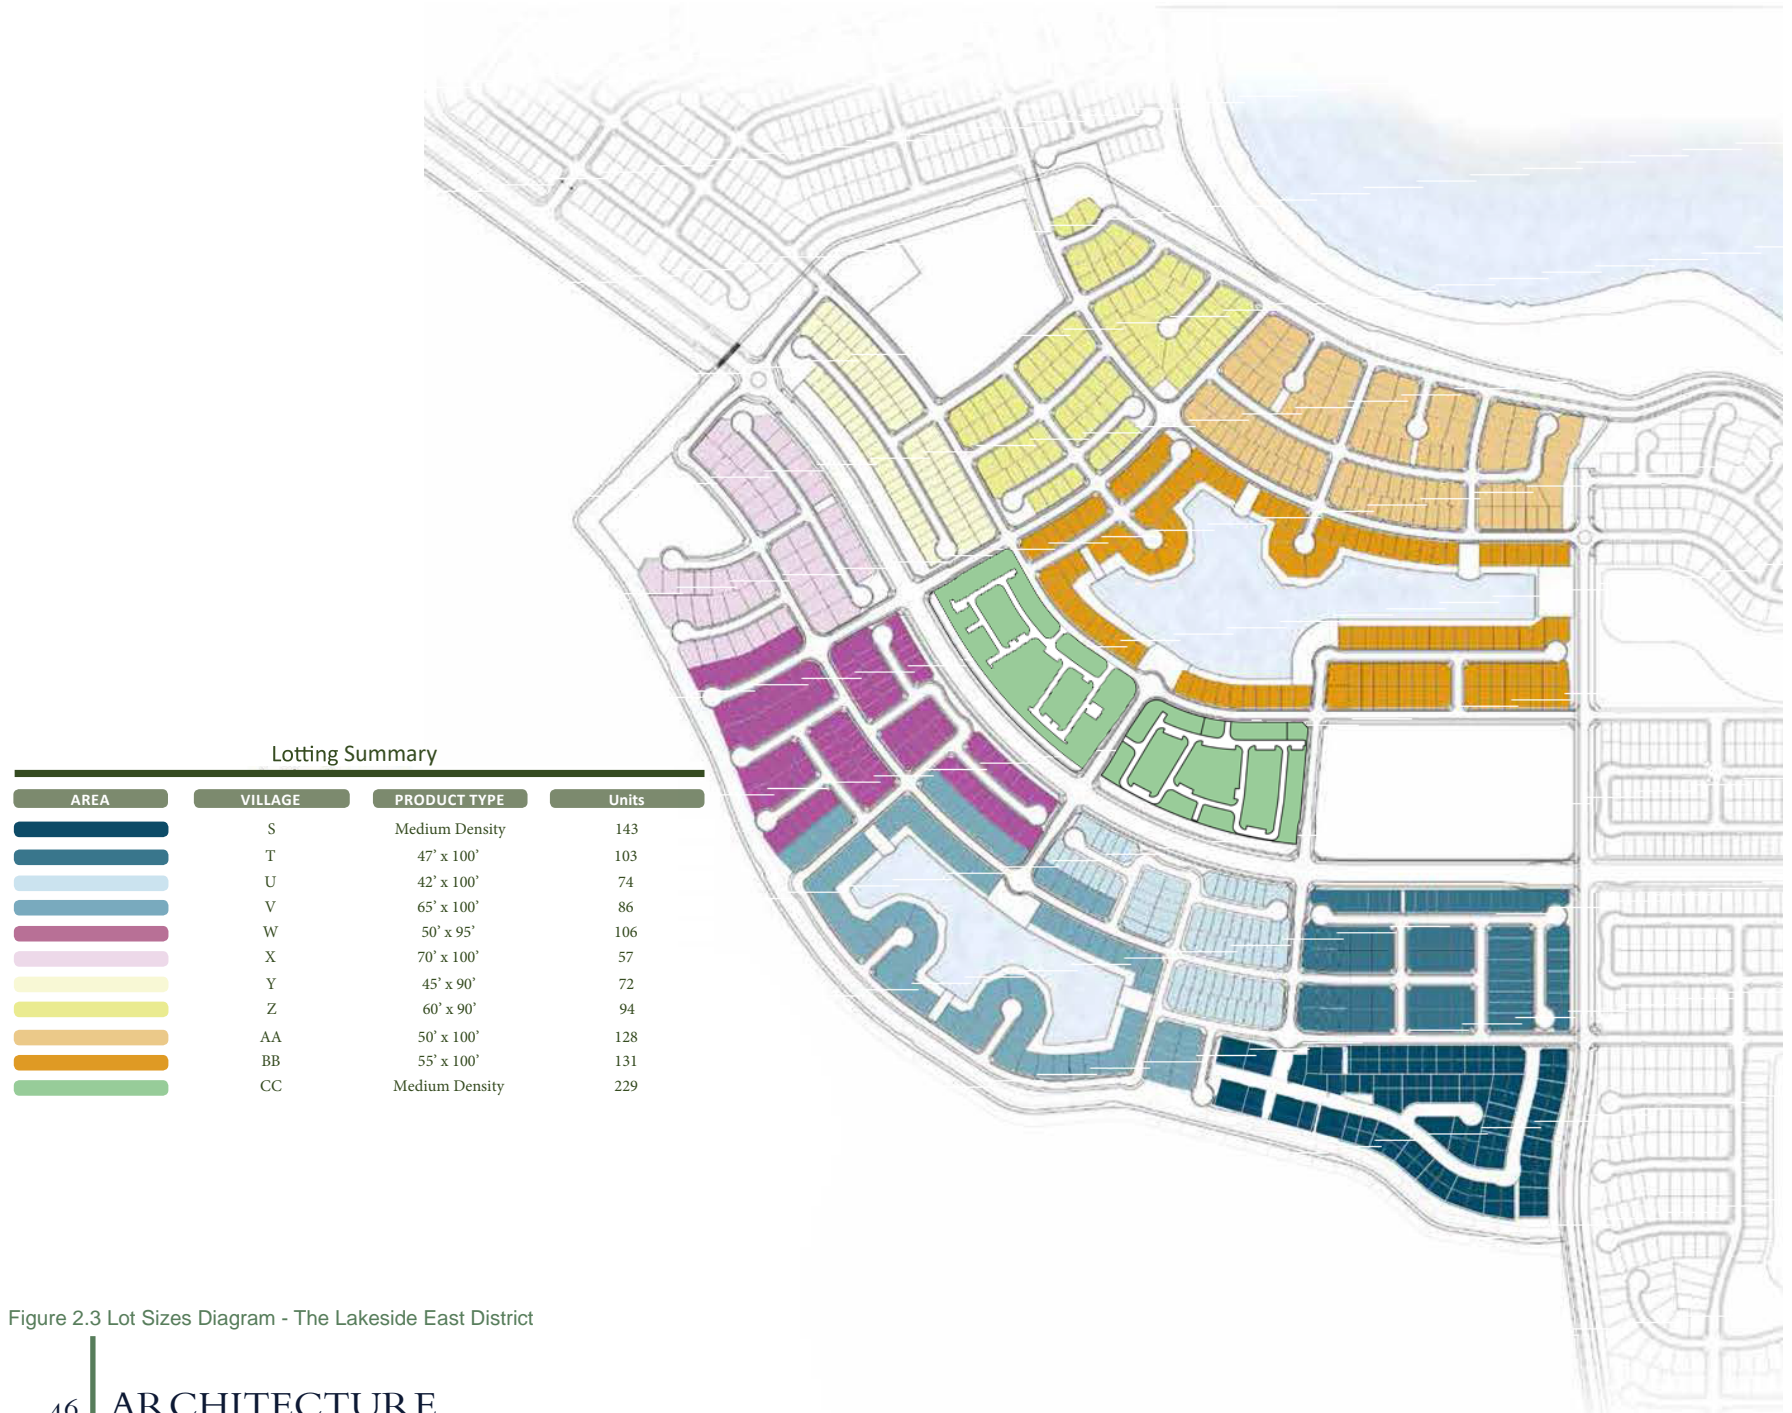 Lotting Summary
AREA VILLAGE PRODUCT TYPE Units
S Medium Density 143
T 47' x 100' 103
U 42' x 100' 74
V 65' x 100' 86
W 50' x 95' 106
X 70' x 100' 57
Y 45' x 90' 72
Z 60' x 90' 94
AA 50' x 100' 128
BB 55' x 100' 131
CC Medium Density 229
Figure 2.3 Lot Sizes Diagram - The Lakeside East District
46 ARCHITECTURE